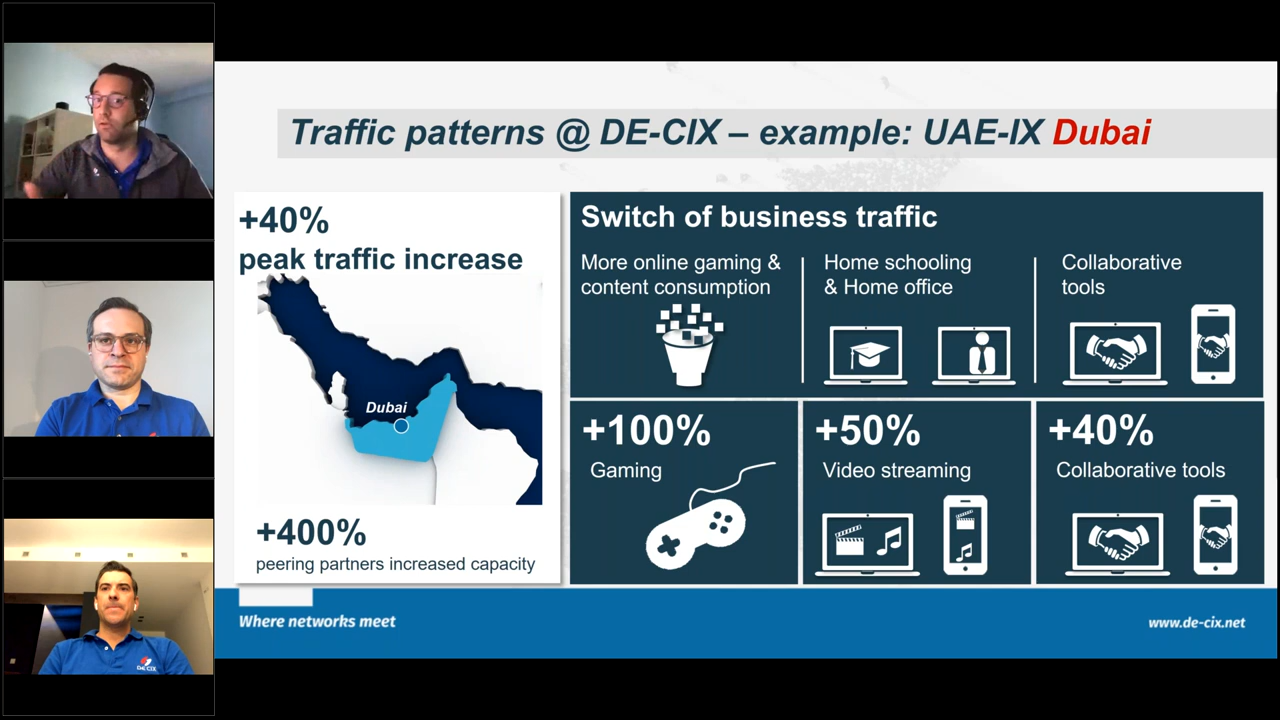 Traffic patterns @ DE-CIX – example: UAE-IX Dubai
+40%
peak traffic increase
Dubai
+400%
peering partners increased capacity
Switch of business traffic
More online gaming &
content consumption
Home schooling
& Home office
Collaborative
tools
+100%
Gaming
+50%
Video streaming
+40%
Collaborative tools
Where networks meet
www.de-cix.net
DE-CIX